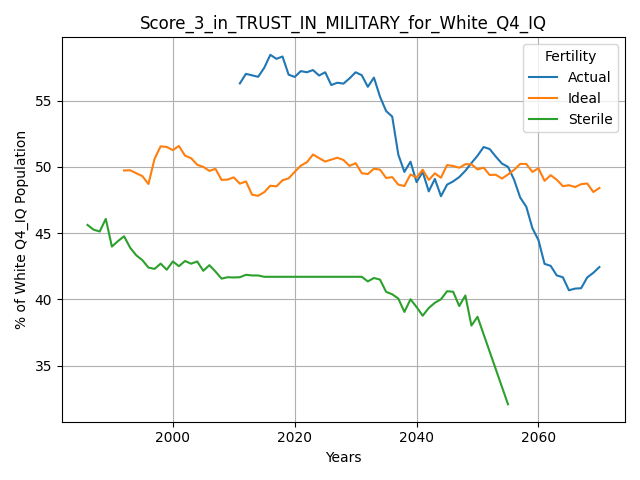 Score_3_in_TRUST_IN_MILITARY_for_White_Q4_IQ
Fertility
Actual
Ideal
Sterile
% of White Q4_IQ Population
55
50
45
40
35
2000
2020
2040
2060
Years